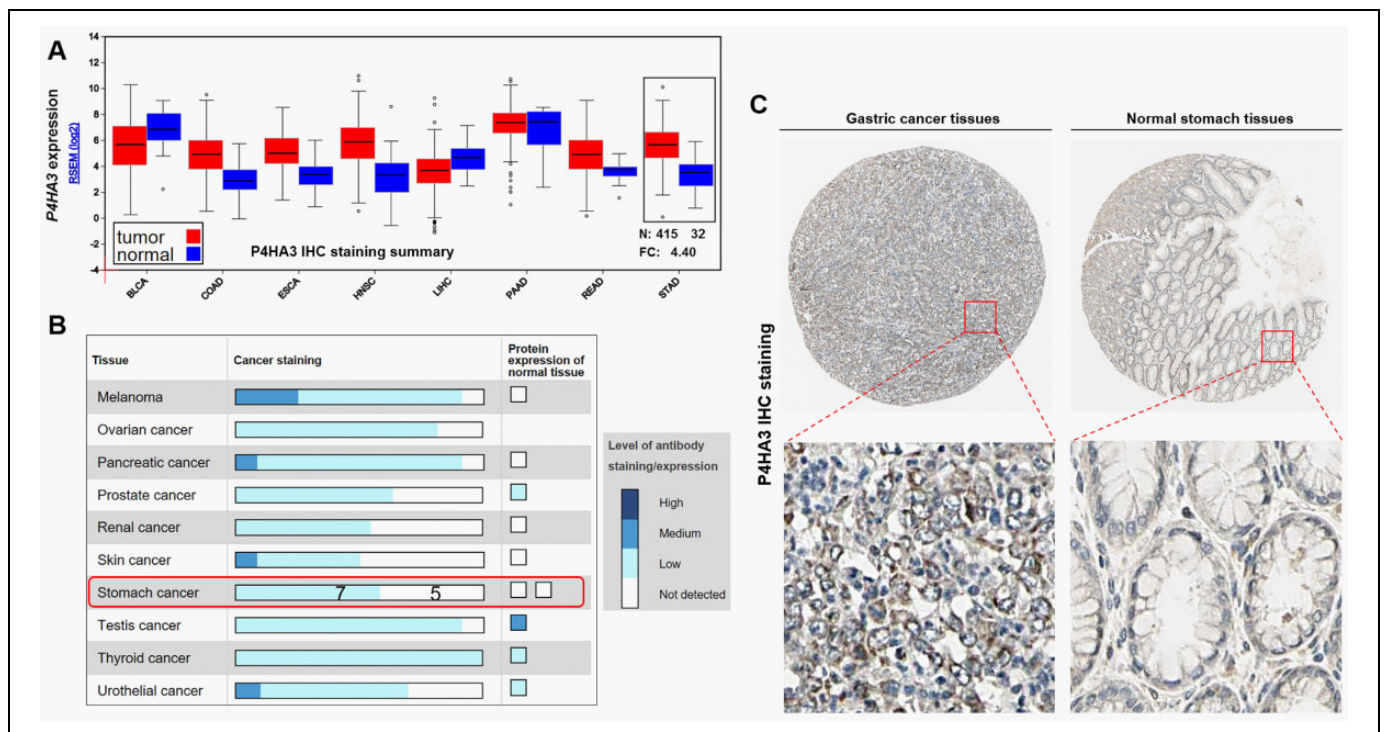 A
P4HA3 expression
RSEM (log2)
14
12
10
8
6
4
2
0
-2
-4
tumor
normal
P4HA3 IHC staining summary
N: 415 32
FC: 4.40
BLCA
COAD
ESCA
HNSC
LIHC
PAAD
READ
STAD
B
Tissue
Cancer staining
Protein
expression of
normal tissue
Melanoma
Ovarian cancer
Pancreatic cancer
Prostate cancer
Renal cancer
Skin cancer
Stomach cancer 7 5
Testis cancer
Thyroid cancer
Urothelial cancer
Level of antibody
staining/expression
High
Medium
Low
Not detected
C
Gastric cancer tissues
Normal stomach tissues
P4HA3 IHC staining